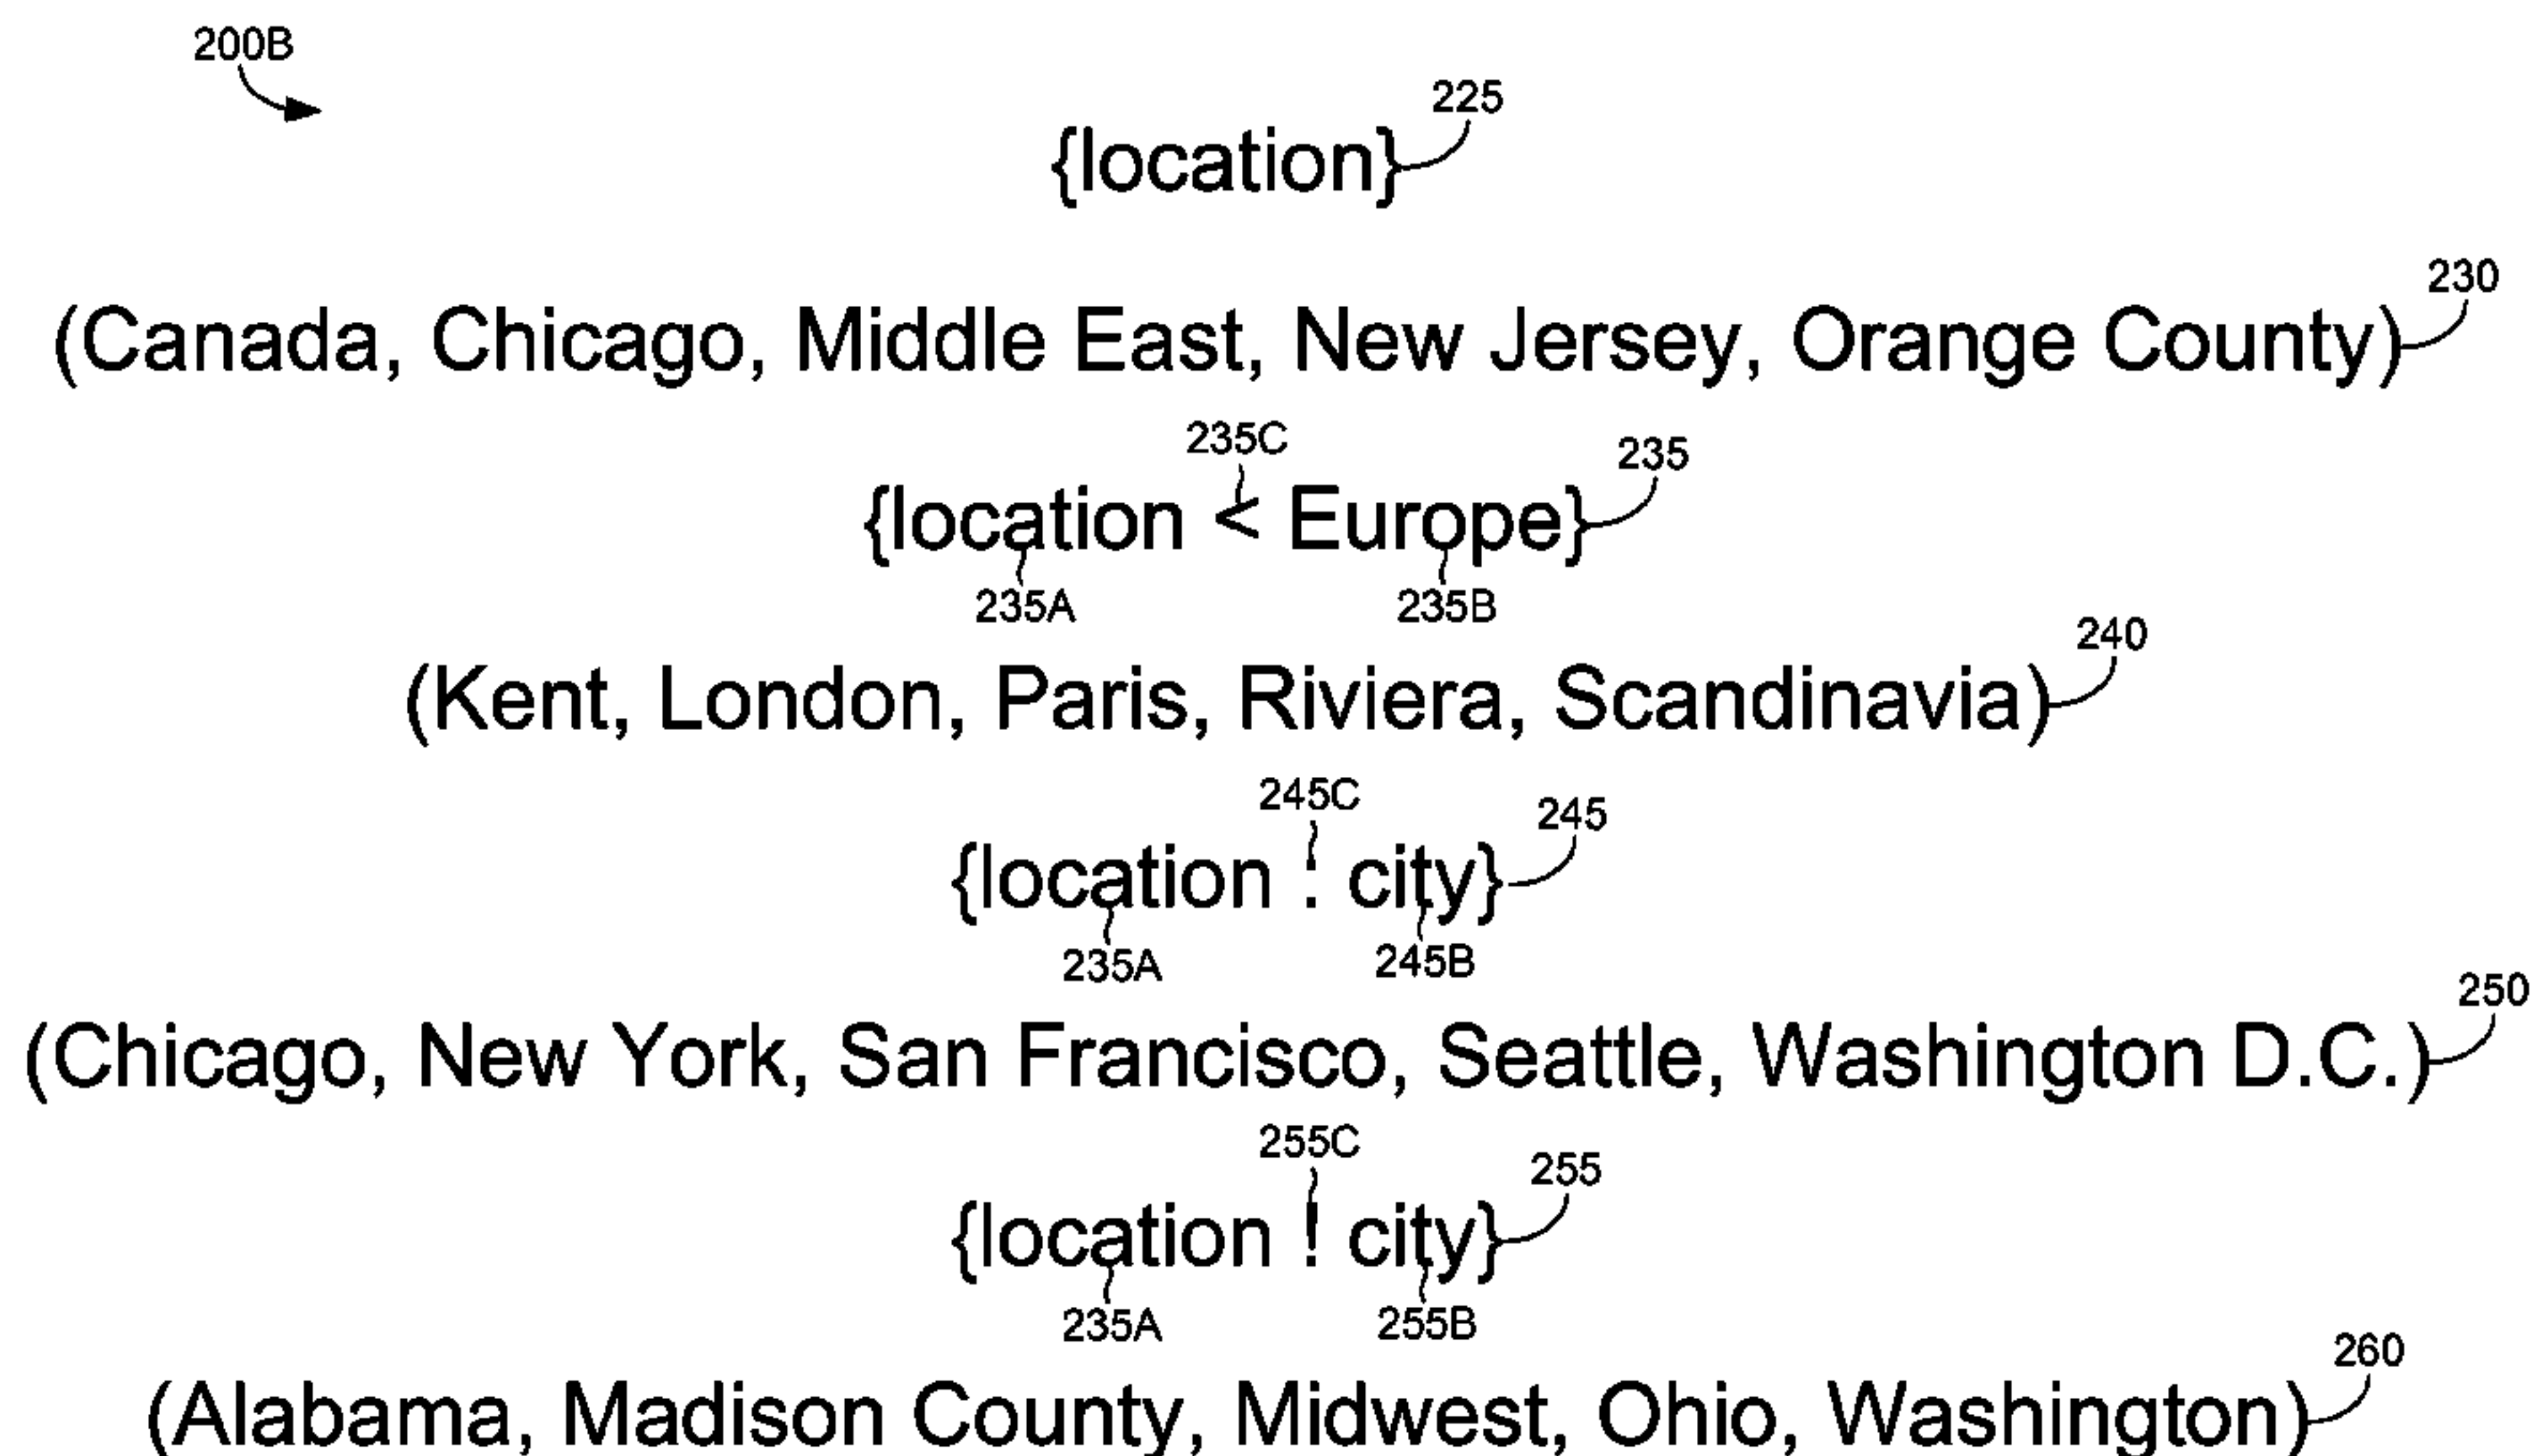 200B
225
{location}
230
(Canada, Chicago, Middle East, New Jersey, Orange County)
235C
235
{location < Europe}
235A 235B
240
(Kent, London, Paris, Riviera, Scandinavia)
245C
245
{location : city}
235A 245B
250
(Chicago, New York, San Francisco, Seattle, Washington D.C.)
255C
255
{location ! city}
235A 255B
260
(Alabama, Madison County, Midwest, Ohio, Washington)